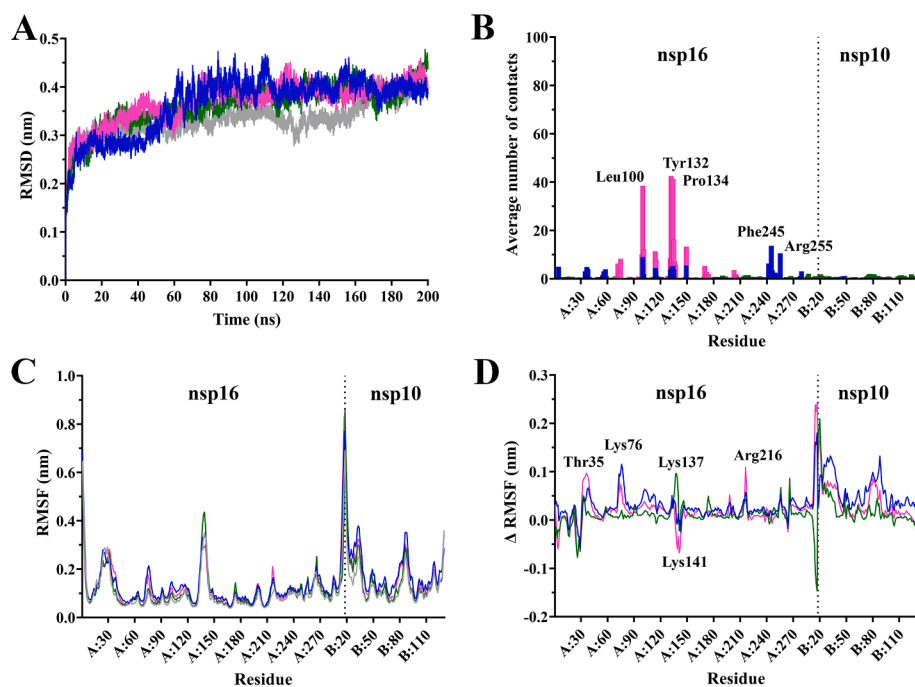 A
RMSD (nm)
0.5
0.4
0.3
0.2
0.1
0.0
0 20 40 60 80 100 120 140 160 180 200
Time (ns)
B
nsp16 nsp10
Average number of contacts
100
80
60
40
20
0
Tyr132
Leu100
Pro134
Phe245
Arg255
A:30 A:60 A:90 A:120 A:150 A:180 A:210 A:240 A:270 B:20 B:50 B:80 B:110
Residue
C
nsp16 nsp10
RMSF (nm)
1.0
0.8
0.6
0.4
0.2
0.0
A:30 A:60 A:90 A:120 A:150 A:180 A:210 A:240 A:270 B:20 B:50 B:80 B:110
Residue
D
nsp16 nsp10
Δ RMSF (nm)
0.3
0.2
0.1
0.0
-0.1
-0.2
Thr35
Lys76
Lys137
Arg216
Lys141
A:30 A:60 A:90 A:120 A:150 A:180 A:210 A:240 A:270 B:20 B:50 B:80 B:110
Residue